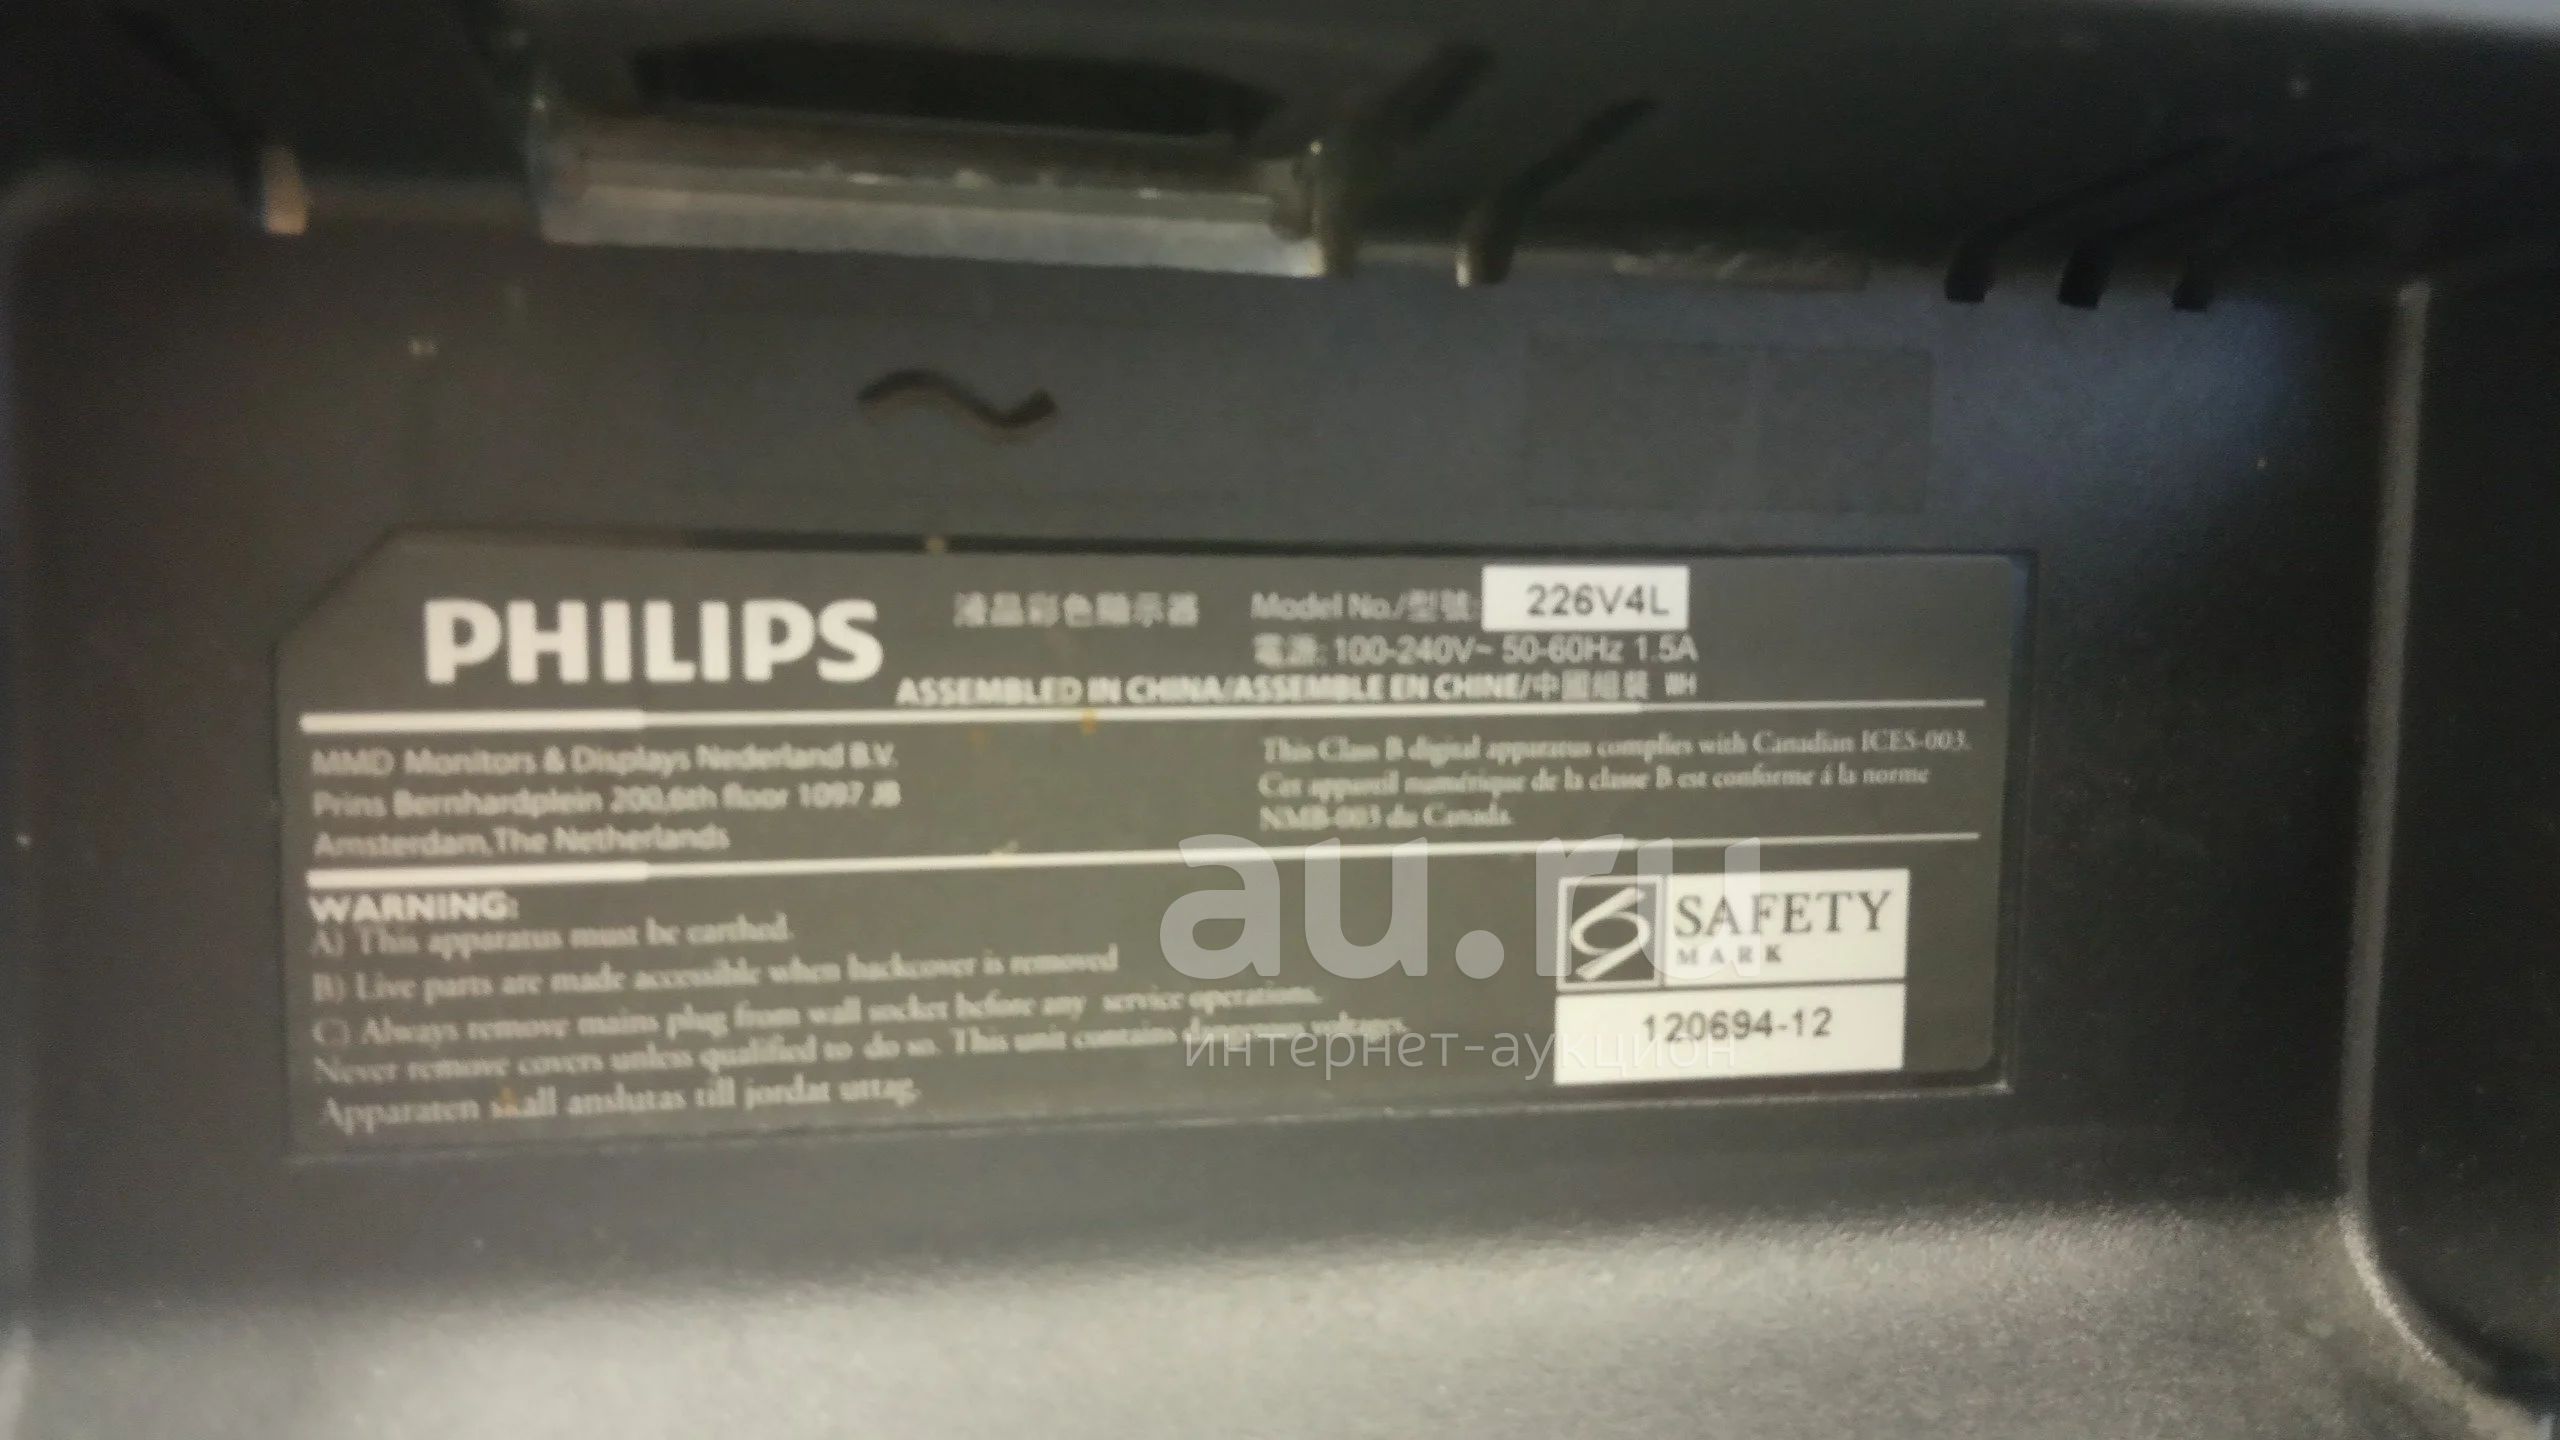 PHILIPS
液晶彩色顯示器
Model No./型號: 226V4L
電源: 100-240V~ 50-60Hz 1.5A
ASSEMBLED IN CHINA/ASSEMBLE EN CHINE/中國組裝
MMD Monitors & Displays Nederland B.V.
Prins Bernhardplein 200,6th floor 1097 JB
Amsterdam,The Netherlands
This Class B digital apparatus complies with Canadian ICES-003.
Cet appareil numérique de la classe B est conforme á la norme
NMB-003 du Canada.
WARNING:
A) This apparatus must be earthed.
B) Live parts are made accessible when backcover is removed
C) Always remove mains plug from wall socket before any service operations.
Never remove covers unless qualified to do so. This unit contains dangerous voltages.
Apparaten skall anslutas till jordat uttag.
S SAFETY
MARK
120694-12
au.ru
интернет-аукцион